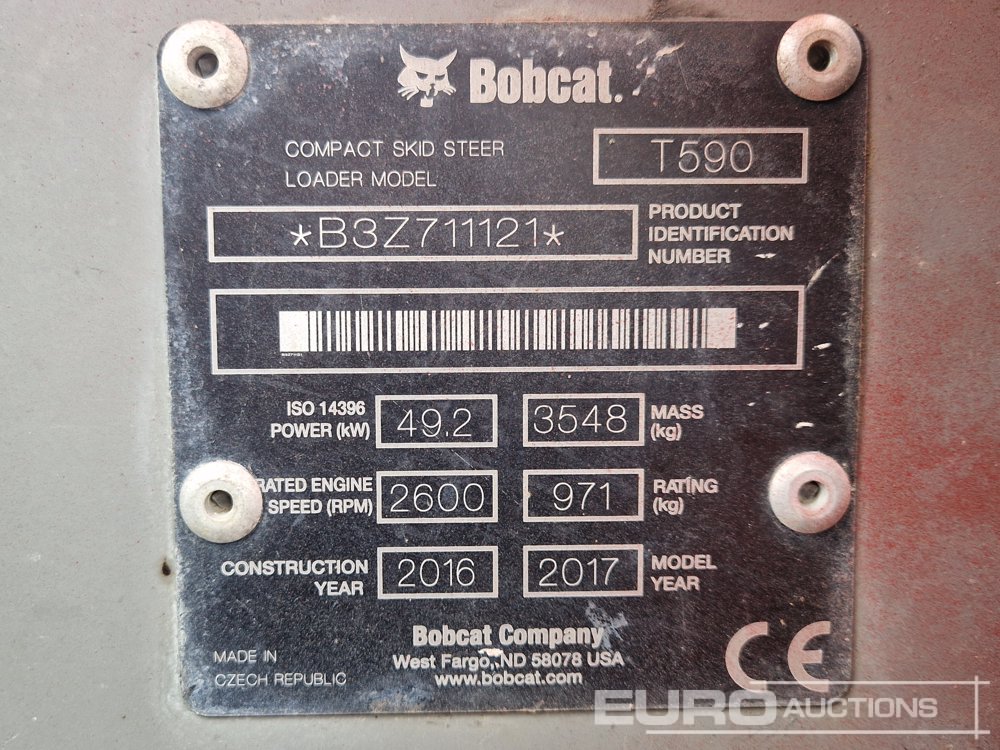 Bobcat.
COMPACT SKID STEER
LOADER MODEL
T590
*B3Z711121*
PRODUCT
IDENTIFICATION
NUMBER
ISO 14396
POWER (kW)
49.2
3548
MASS
(kg)
RATED ENGINE
SPEED (RPM)
2600
971
RATING
(kg)
CONSTRUCTION
YEAR
2016
2017
MODEL
YEAR
Bobcat Company
West Fargo, ND 58078 USA
www.bobcat.com
MADE IN
CZECH REPUBLIC
CE
EURO AUCTIONS